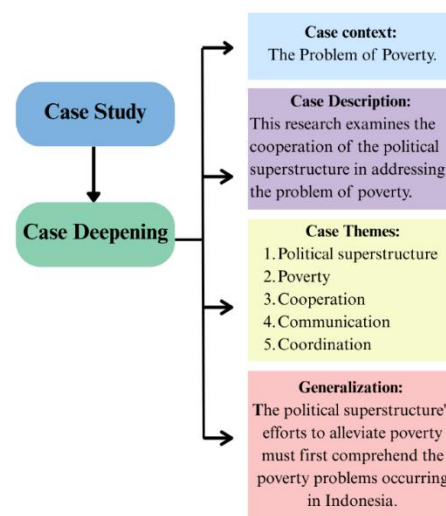 Case Study
Case Deepening
Case context:
The Problem of Poverty.
Case Description:
This research examines the
cooperation of the political
superstructure in addressing
the problem of poverty.
Case Themes:
1. Political superstructure
2. Poverty
3. Cooperation
4. Communication
5. Coordination
Generalization:
The political superstructure'
efforts to alleviate poverty
must first comprehend the
poverty problems occurring
in Indonesia.